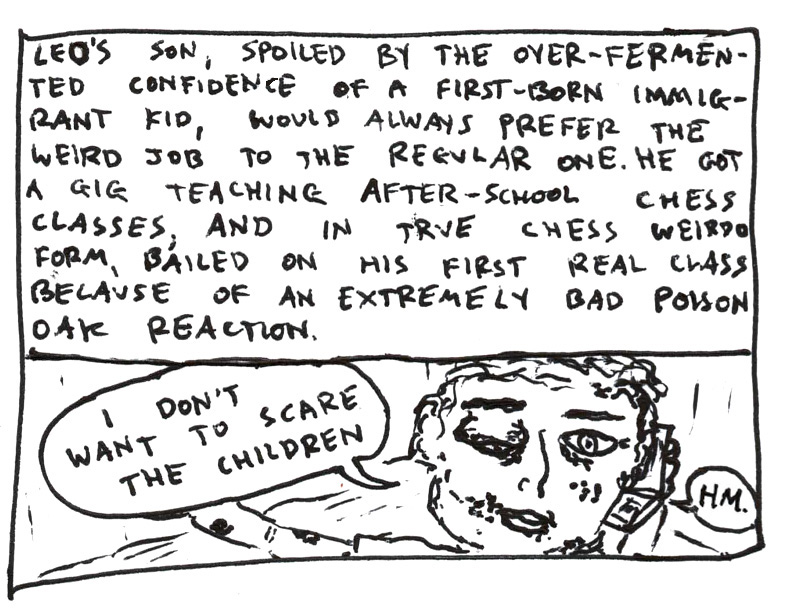 LEO'S SON, SPOILED BY THE OVER-FERMEN-
TED CONFIDENCE OF A FIRST-BORN IMMIG-
RANT KID, WOULD ALWAYS PREFER THE
WEIRD JOB TO THE REGULAR ONE. HE GOT
A GIG TEACHING AFTER-SCHOOL CHESS
CLASSES, AND IN TRUE CHESS WEIRDO
FORM, BAILED ON HIS FIRST REAL CLASS
BECAUSE OF AN EXTREMELY BAD POISON
OAK REACTION.
I DON'T
WANT TO SCARE
THE CHILDREN
HM.